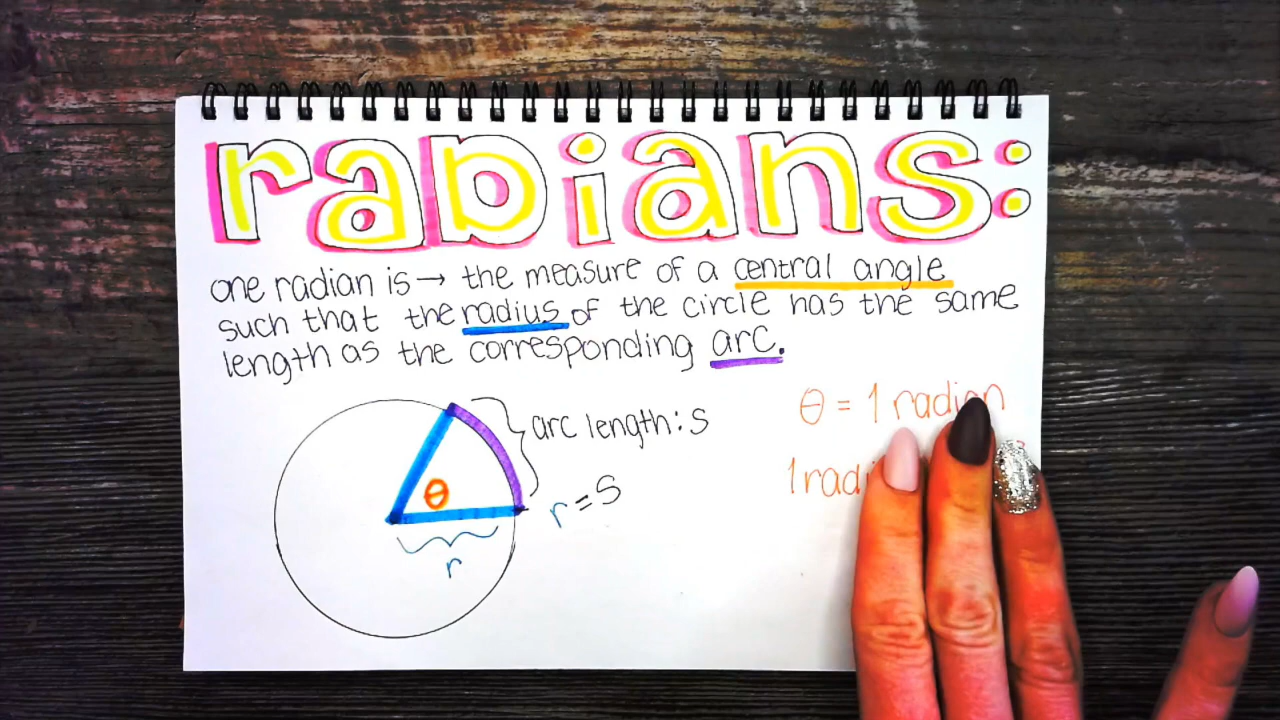 radians:
one radian is → the measure of a central angle
such that the radius of the circle has the same
length as the corresponding arc.
arc length: s
θ
r = s
r
θ = 1 radian
1